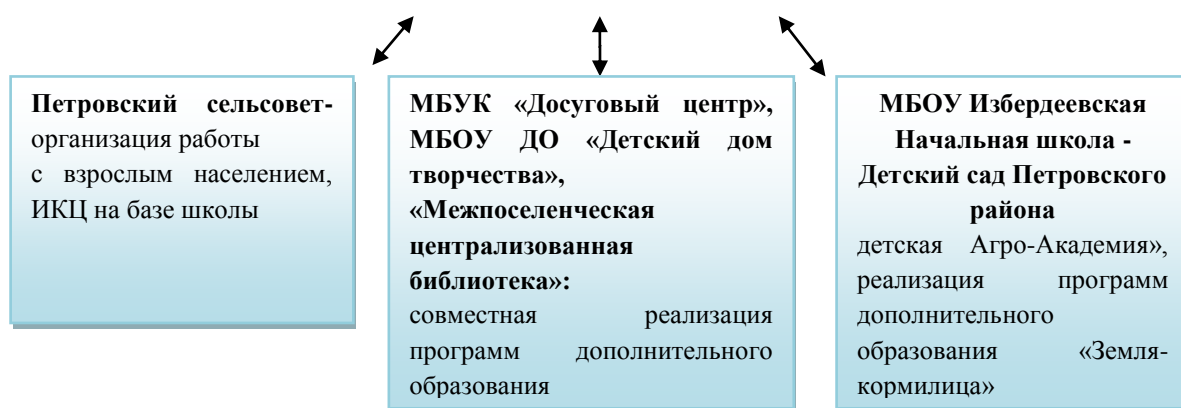 Петровский сельсовет-
организация работы
с взрослым населением,
ИКЦ на базе школы
МБУК «Досуговый центр»,
МБОУ ДО «Детский дом
творчества»,
«Межпоселенческая
централизованная
библиотека»:
совместная реализация
программ дополнительного
образования
МБОУ Избердеевская
Начальная школа -
Детский сад Петровского
района
детская Агро-Академия»,
реализация программ
дополнительного
образования «Земля-
кормилица»